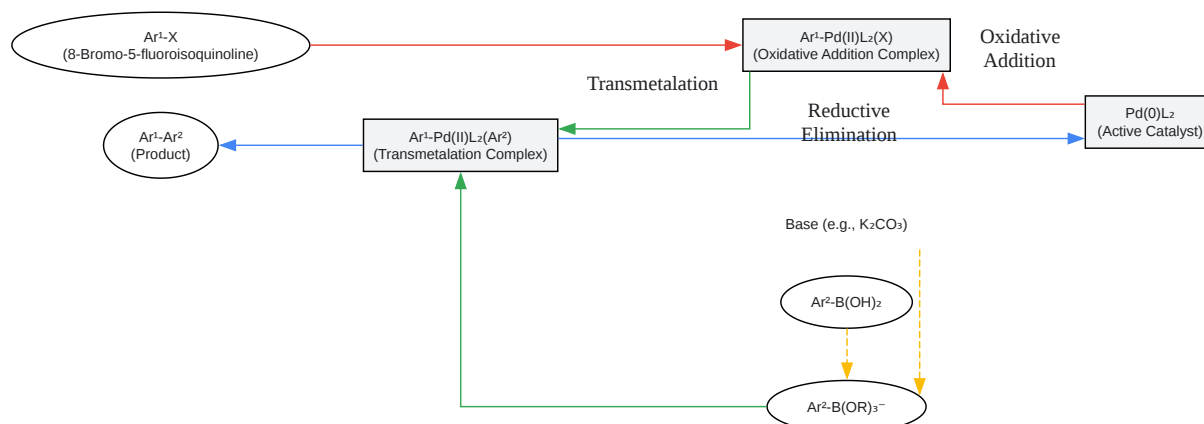 Ar¹-X
(8-Bromo-5-fluoroisoquinoline)
Ar¹-Pd(II)L₂(X)
(Oxidative Addition Complex)
Oxidative
Addition
Transmetalation
Reductive
Elimination
Pd(0)L₂
(Active Catalyst)
Ar¹-Ar²
(Product)
Ar¹-Pd(II)L₂(Ar²)
(Transmetalation Complex)
Base (e.g., K₂CO₃)
Ar²-B(OH)₂
Ar²-B(OR)₃⁻